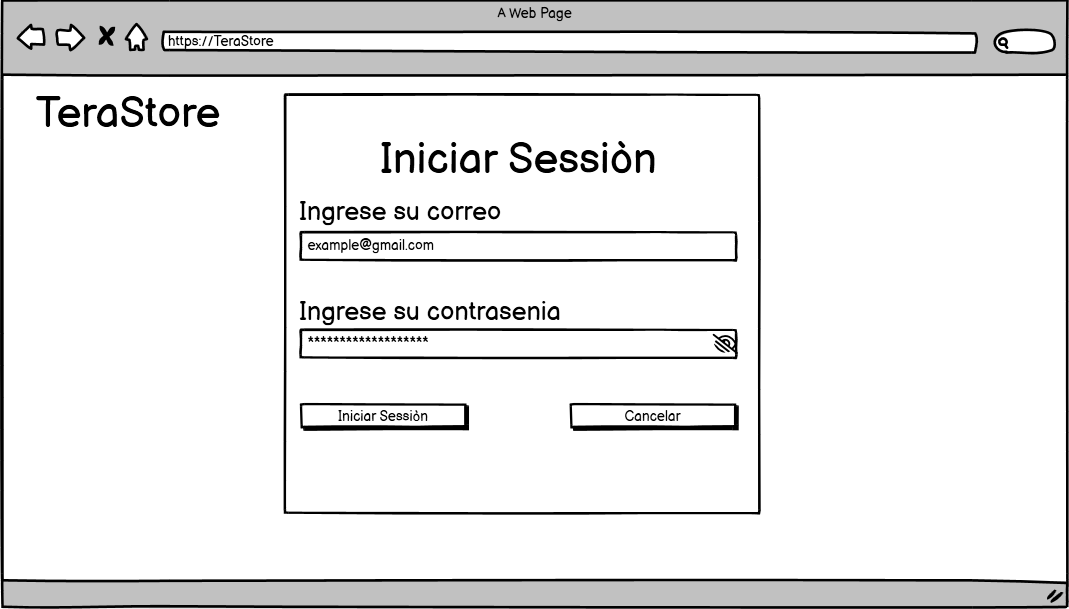 A Web Page
https://TeraStore
TeraStore
Iniciar Sessiòn
Ingrese su correo
example@gmail.com
Ingrese su contrasenia
*******************
Iniciar Sessiòn
Cancelar